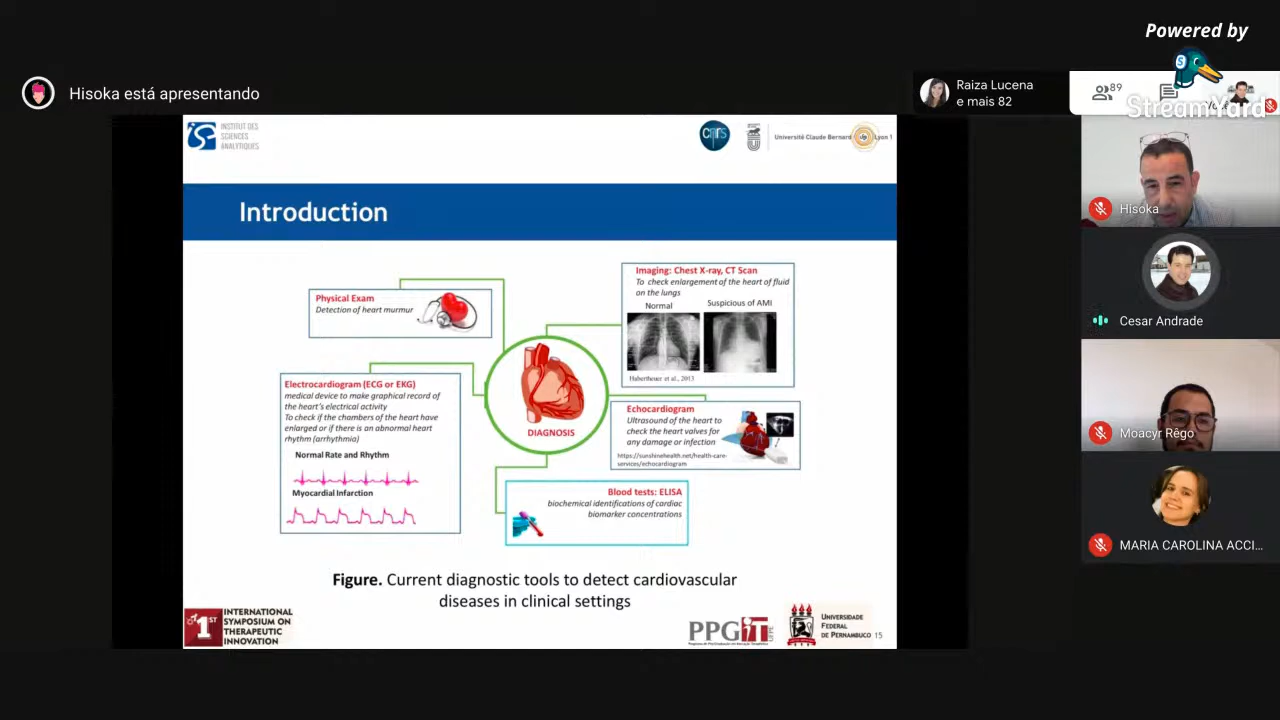 Powered by
StreamYard
Hisoka está apresentando
Raiza Lucena
e mais 82
89
INSTITUT DES
SCIENCES
ANALYTIQUES
cnrs
Université Claude Bernard
Lyon 1
Introduction
Physical Exam
Detection of heart murmur
Imaging: Chest X-ray, CT Scan
To check enlargement of the heart of fluid
on the lungs
Normal
Suspicious of AMI
Habertheuer et al., 2013
Electrocardiogram (ECG or EKG)
medical device to make graphical record of
the heart's electrical activity
To check if the chambers of the heart have
enlarged or if there is an abnormal heart
rhythm (arrhythmia)
Normal Rate and Rhythm
Myocardial Infarction
DIAGNOSIS
Echocardiogram
Ultrasound of the heart to
check the heart valves for
any damage or infection
https://sunshinehealth.net/health-care-
services/echocardiogram
Blood tests: ELISA
biochemical identifications of cardiac
biomarker concentrations
Figure. Current diagnostic tools to detect cardiovascular
diseases in clinical settings
1ST
INTERNATIONAL
SYMPOSIUM ON
THERAPEUTIC
INNOVATION
PPGIT
UFPE
UNIVERSIDADE
FEDERAL
DE PERNAMBUCO
15
Hisoka
Cesar Andrade
Moacyr Rêgo
MARIA CAROLINA ACCI...